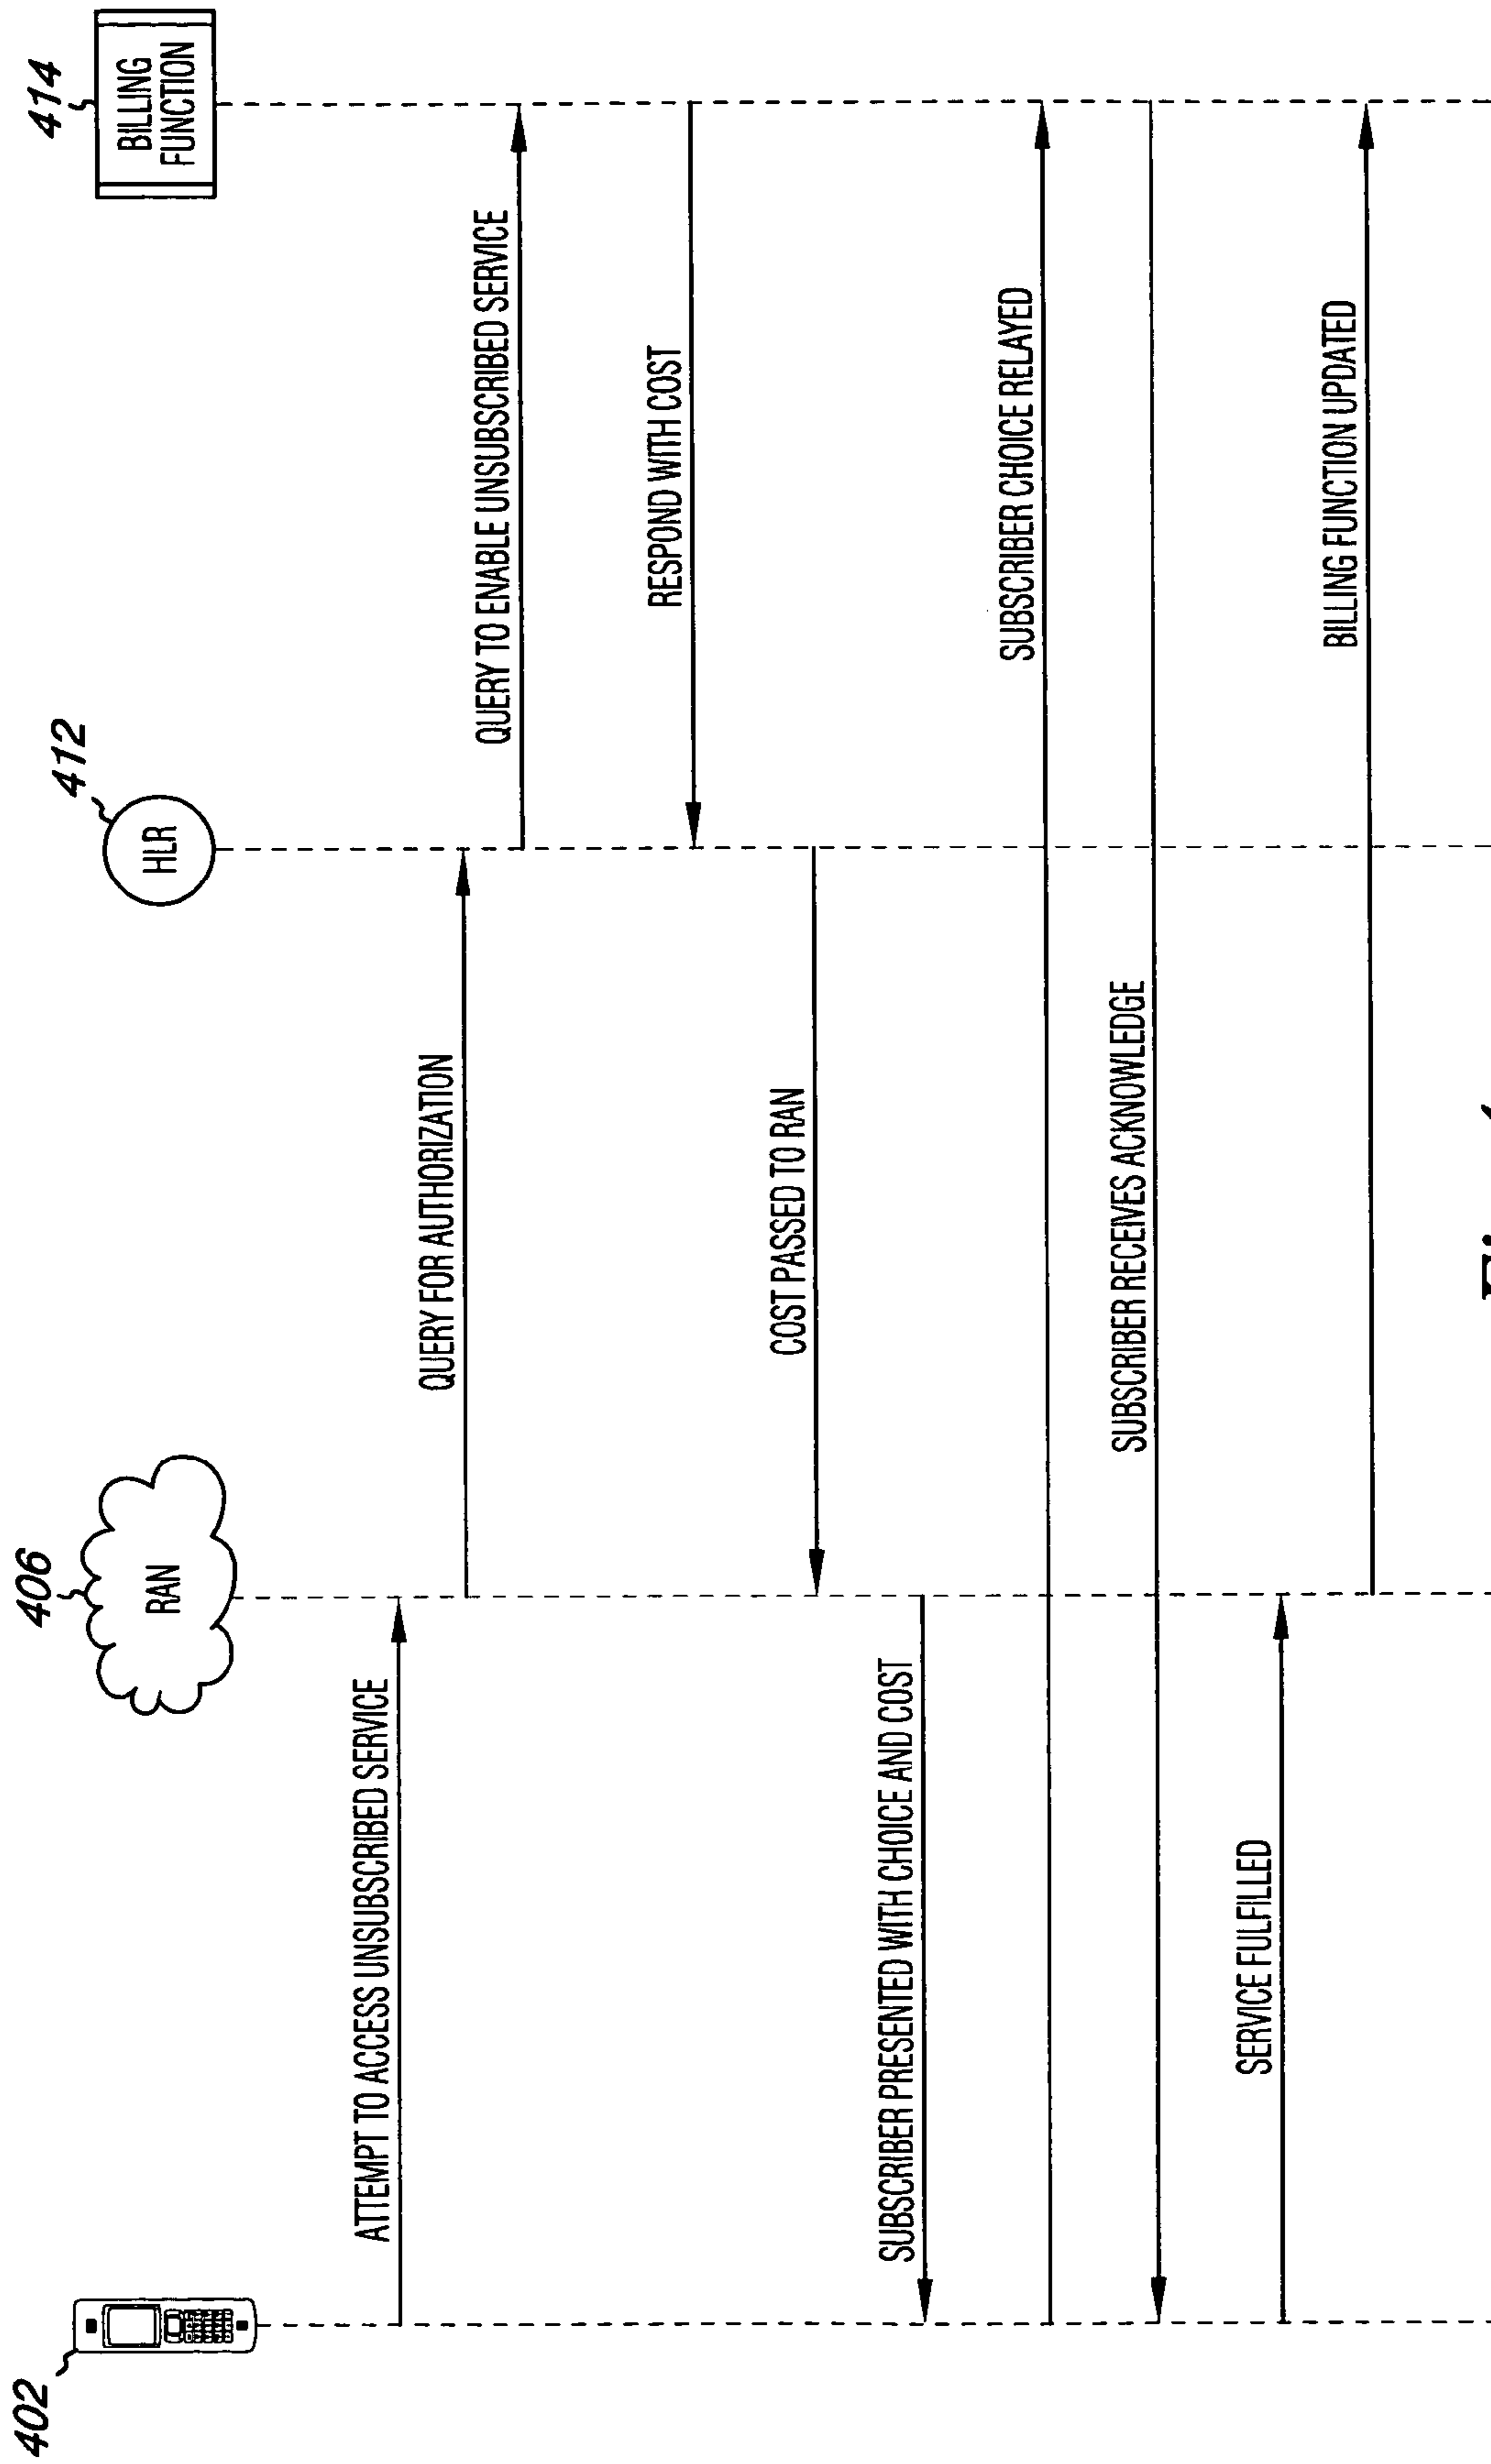 402
406
RAN
412
HLR
414
BILLING
FUNCTION
ATTEMPT TO ACCESS UNSUBSCRIBED SERVICE
QUERY FOR AUTHORIZATION
QUERY TO ENABLE UNSUBSCRIBED SERVICE
RESPOND WITH COST
COST PASSED TO RAN
SUBSCRIBER PRESENTED WITH CHOICE AND COST
SUBSCRIBER CHOICE RELAYED
SUBSCRIBER RECEIVES ACKNOWLEDGE
SERVICE FULFILLED
BILLING FUNCTION UPDATED